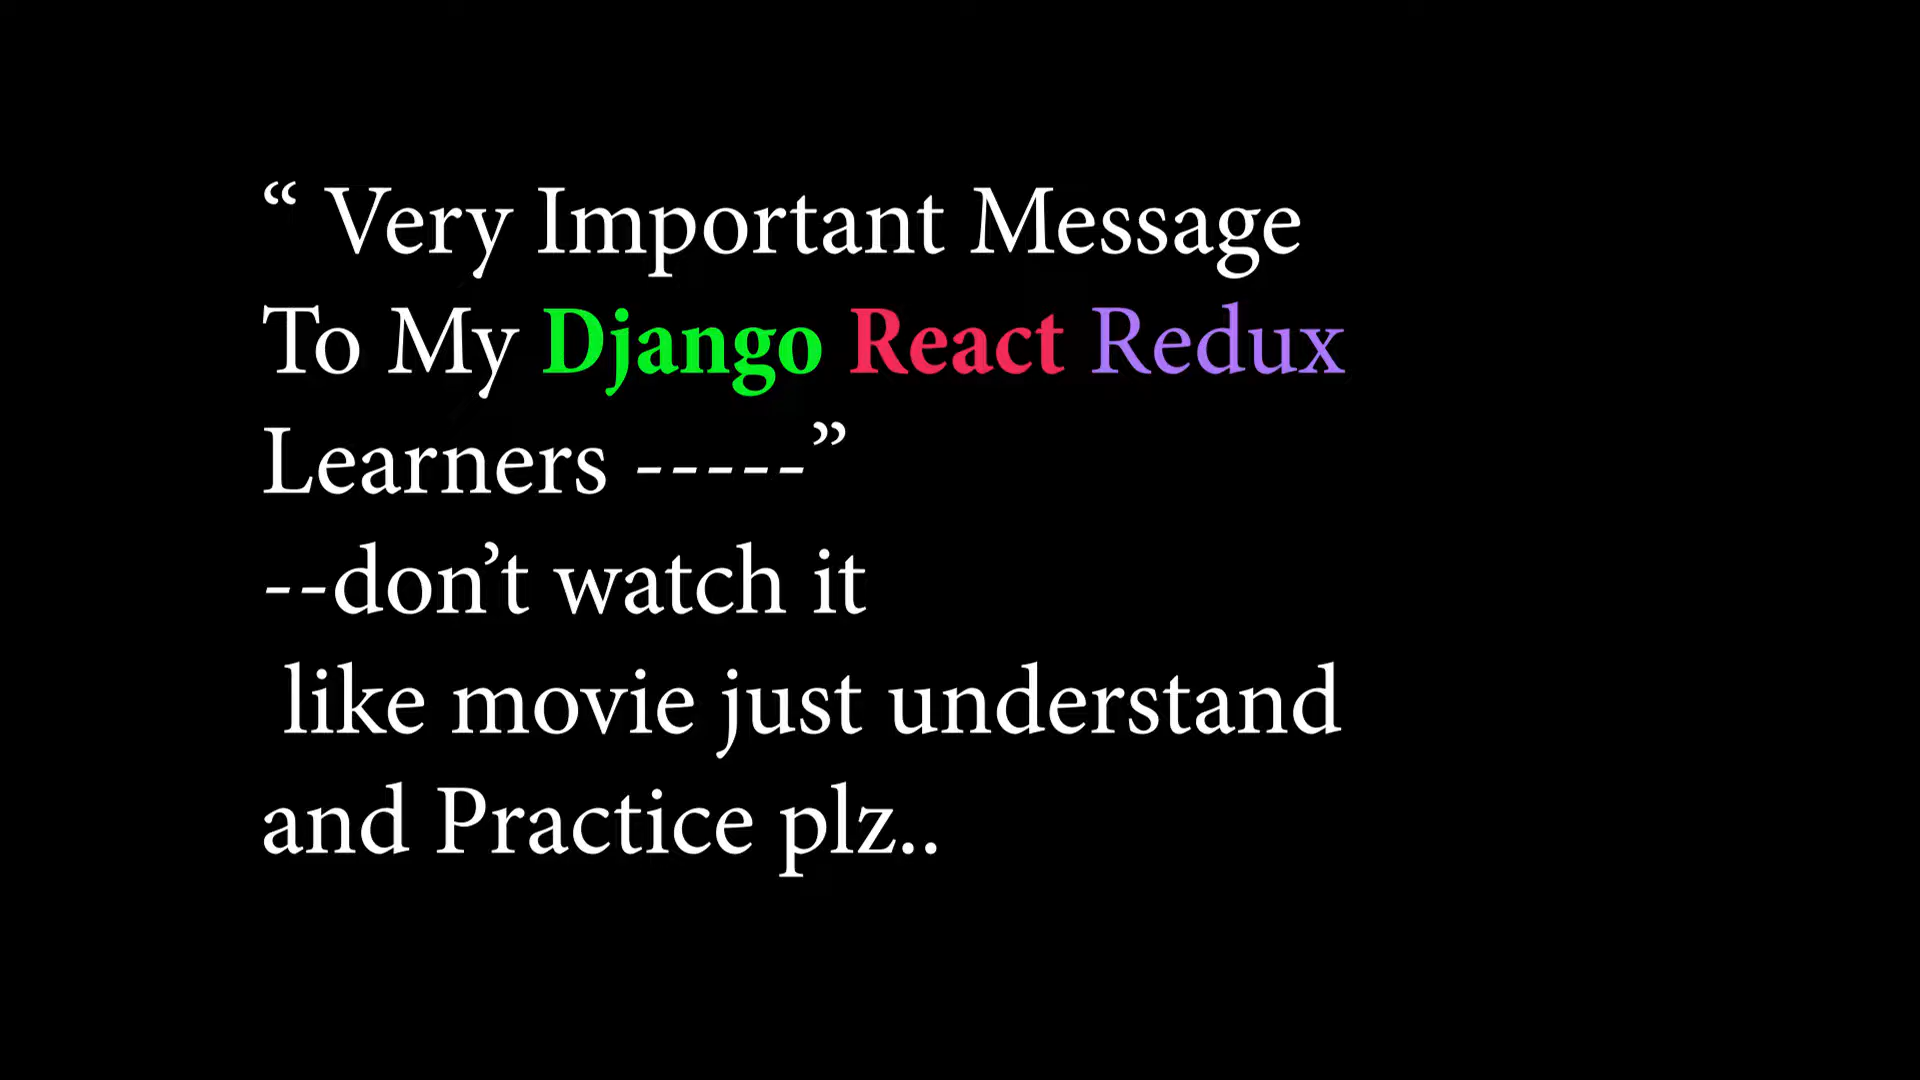 “ Very Important Message
To My Django React Redux
Learners -----”
--don’t watch it
like movie just understand
and Practice plz..